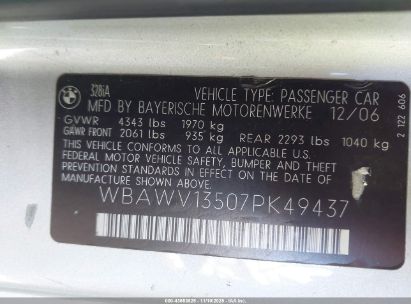 BMW
328iA
VEHICLE TYPE: PASSENGER CAR
MFD BY BAYERISCHE MOTORENWERKE 12/06
GVWR 4343 lbs 1970 kg
GAWR FRONT 2061 lbs 935 kg REAR 2293 lbs 1040 kg
THIS VEHICLE CONFORMS TO ALL APPLICABLE U.S.
FEDERAL MOTOR VEHICLE SAFETY, BUMPER AND
THEFT PREVENTION STANDARDS IN EFFECT ON THE
DATE OF MANUFACTURE SHOWN ABOVE.
WBAWV13507PK49437
2 122 606